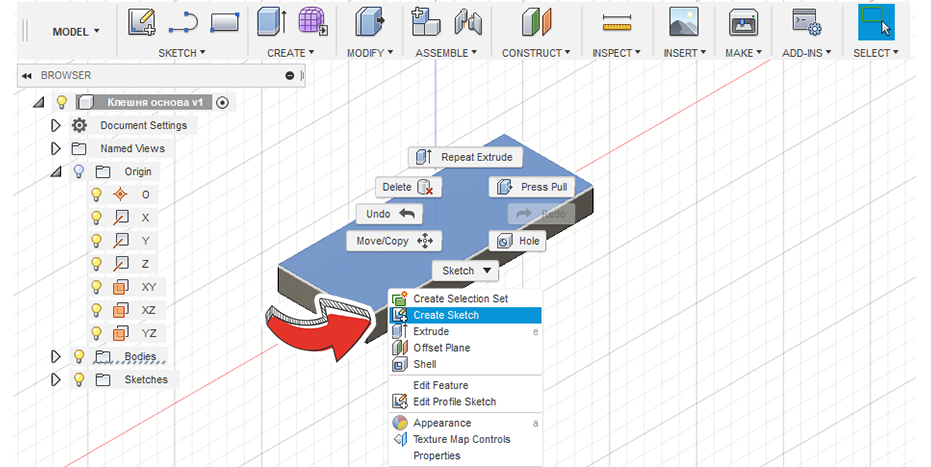 MODEL
SKETCH
CREATE
MODIFY
ASSEMBLE
CONSTRUCT
INSPECT
INSERT
MAKE
ADD-INS
SELECT
BROWSER
Клешня основа v1
Document Settings
Named Views
Origin
O
X
Y
Z
XY
XZ
YZ
Bodies
Sketches
Repeat Extrude
Delete
Press Pull
Undo
Redo
Move/Copy
Hole
Sketch
Create Selection Set
Create Sketch
Extrude e
Offset Plane
Shell
Edit Feature
Edit Profile Sketch
Appearance a
Texture Map Controls
Properties